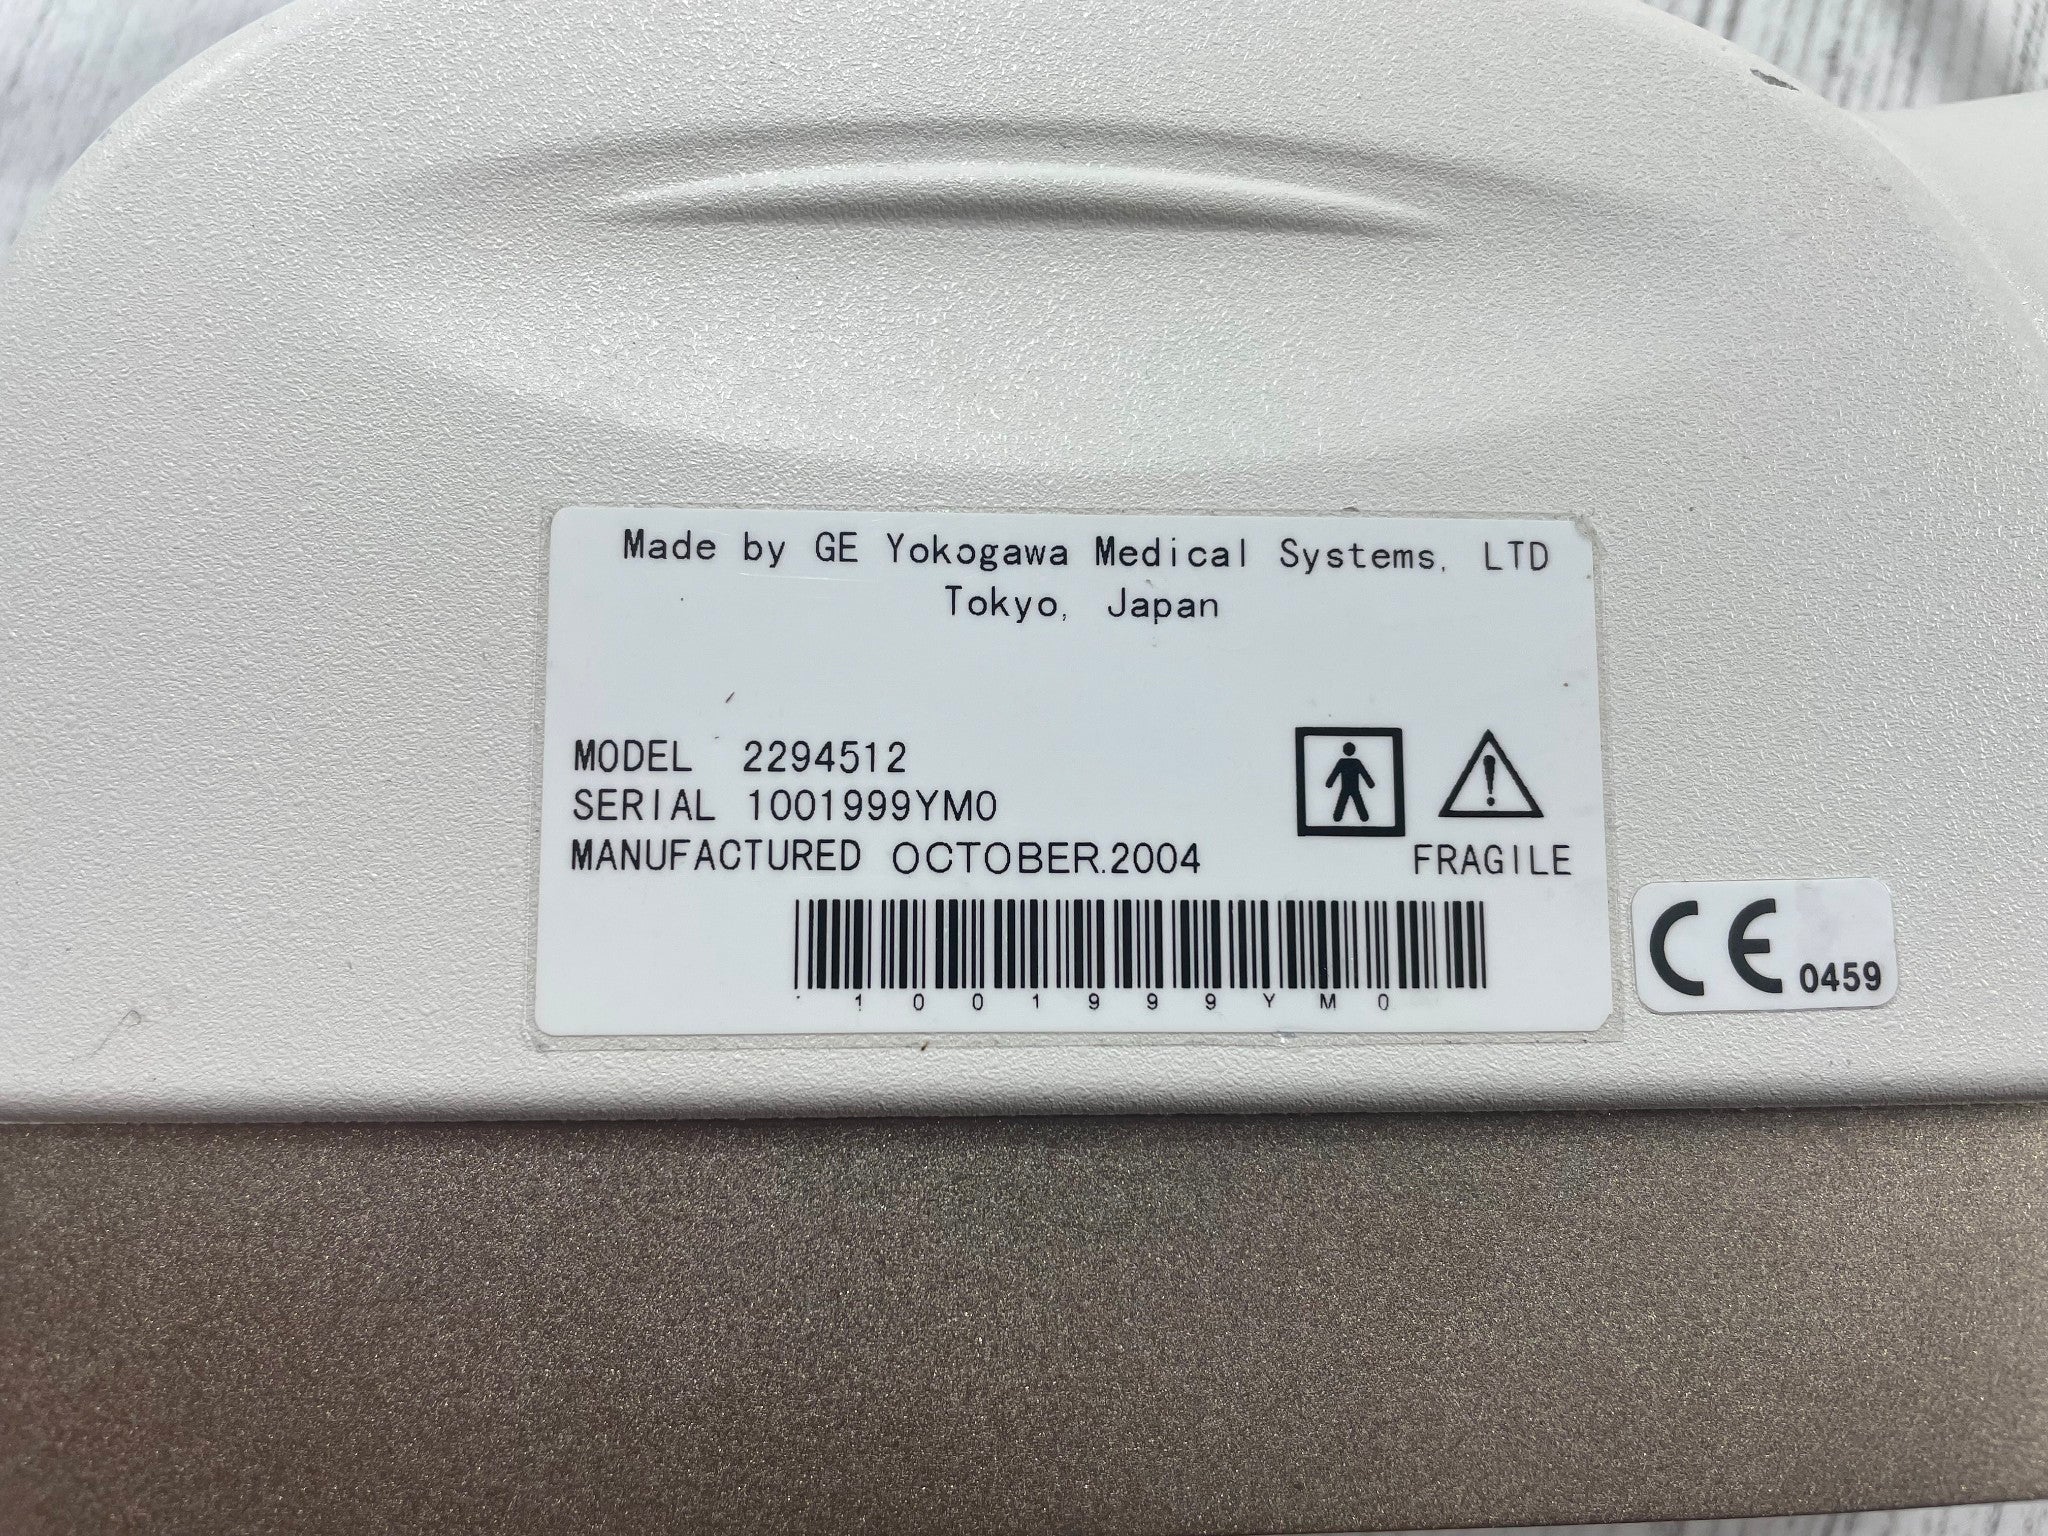 Made by GE Yokogawa Medical Systems, LTD
Tokyo, Japan
MODEL 2294512
SERIAL 1001999YM0
MANUFACTURED OCTOBER.2004
FRAGILE
1001999YM0
CE 0459